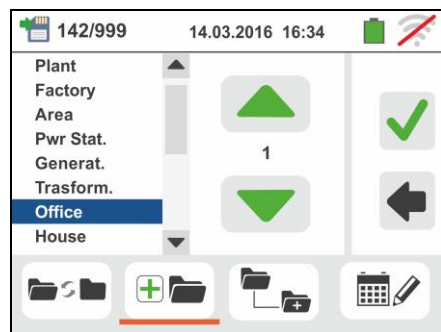 142/999 14.03.2016 16:34
Plant
Factory
Area
Pwr Stat.
Generat.
Trasform.
Office
House
1